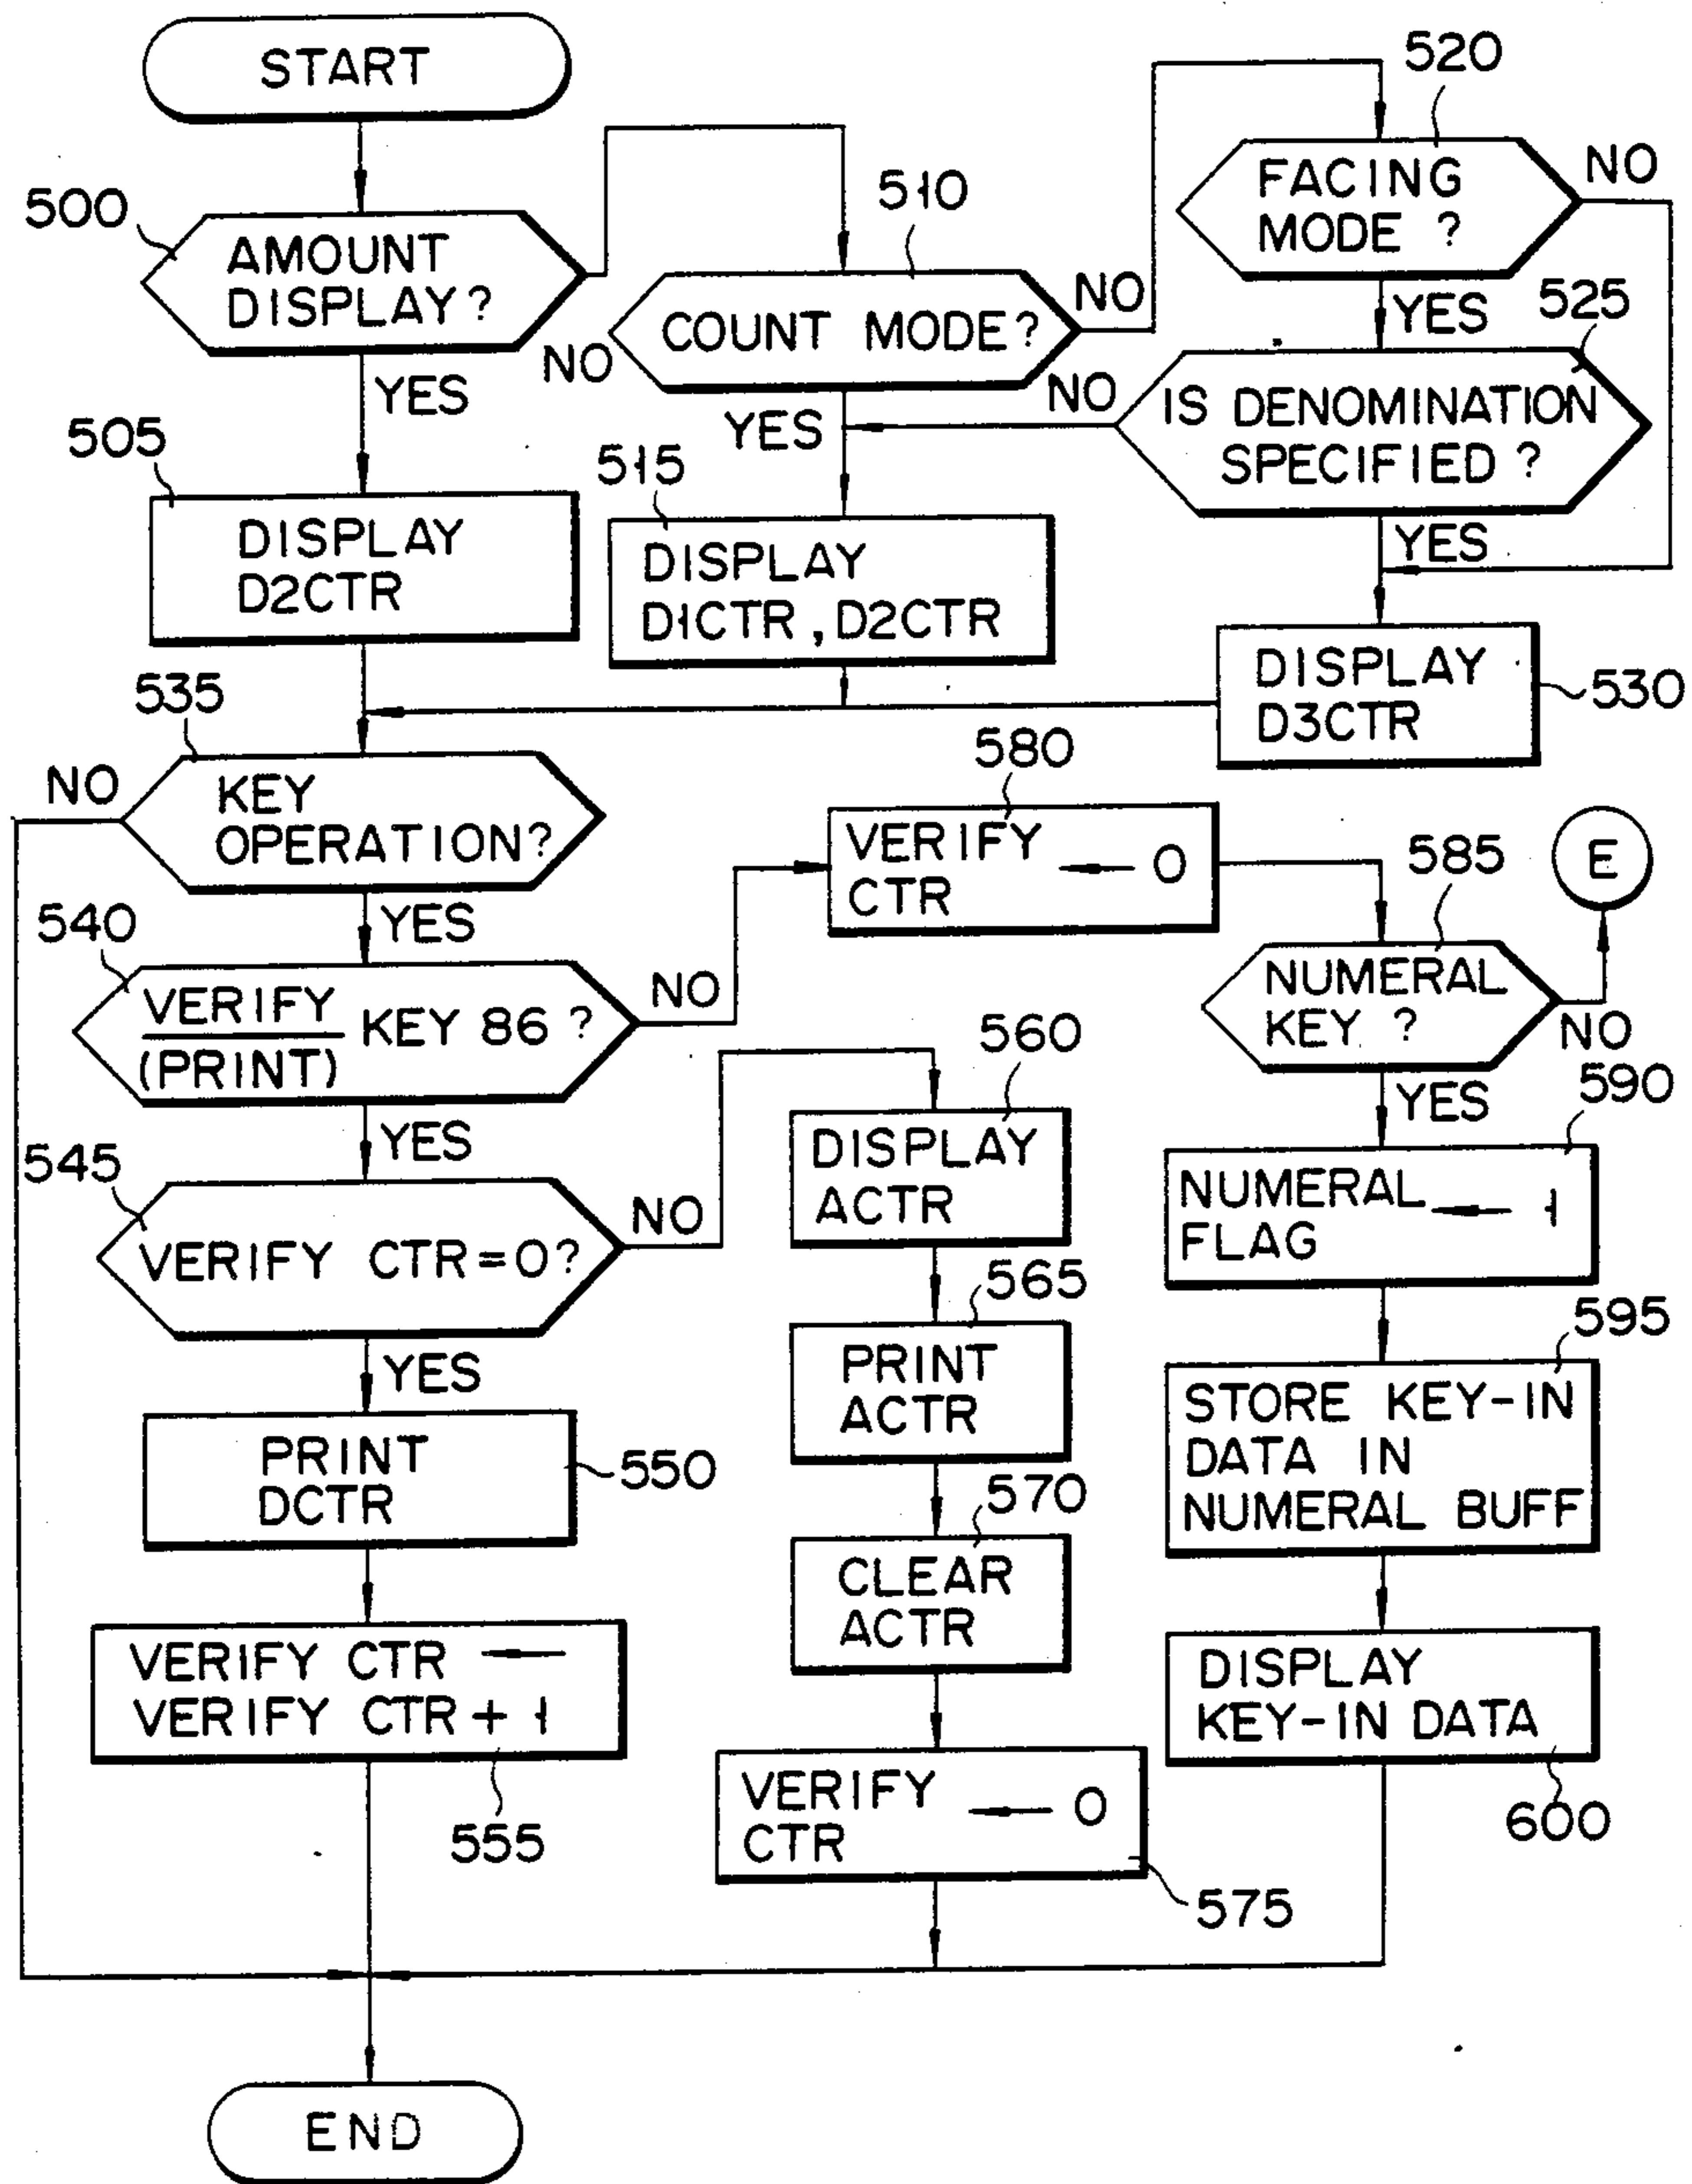 START
500
AMOUNT
DISPLAY?
YES
NO
505
DISPLAY
D2CTR
510
COUNT MODE?
NO
YES
515
DISPLAY
D1CTR, D2CTR
520
FACING
MODE ?
NO
YES
525
IS DENOMINATION
SPECIFIED ?
NO
YES
DISPLAY
D3CTR
530
535
KEY
OPERATION?
NO
YES
540
VERIFY
(PRINT)
KEY 86 ?
NO
YES
545
VERIFY CTR=0?
NO
YES
PRINT
DCTR
550
VERIFY CTR ←
VERIFY CTR + 1
555
560
DISPLAY
ACTR
565
PRINT
ACTR
570
CLEAR
ACTR
VERIFY
CTR
← 0
575
580
VERIFY
CTR
← 0
585
NUMERAL
KEY ?
NO
E
YES
590
NUMERAL
FLAG
← 1
595
STORE KEY-IN
DATA IN
NUMERAL BUFF
DISPLAY
KEY-IN DATA
600
END